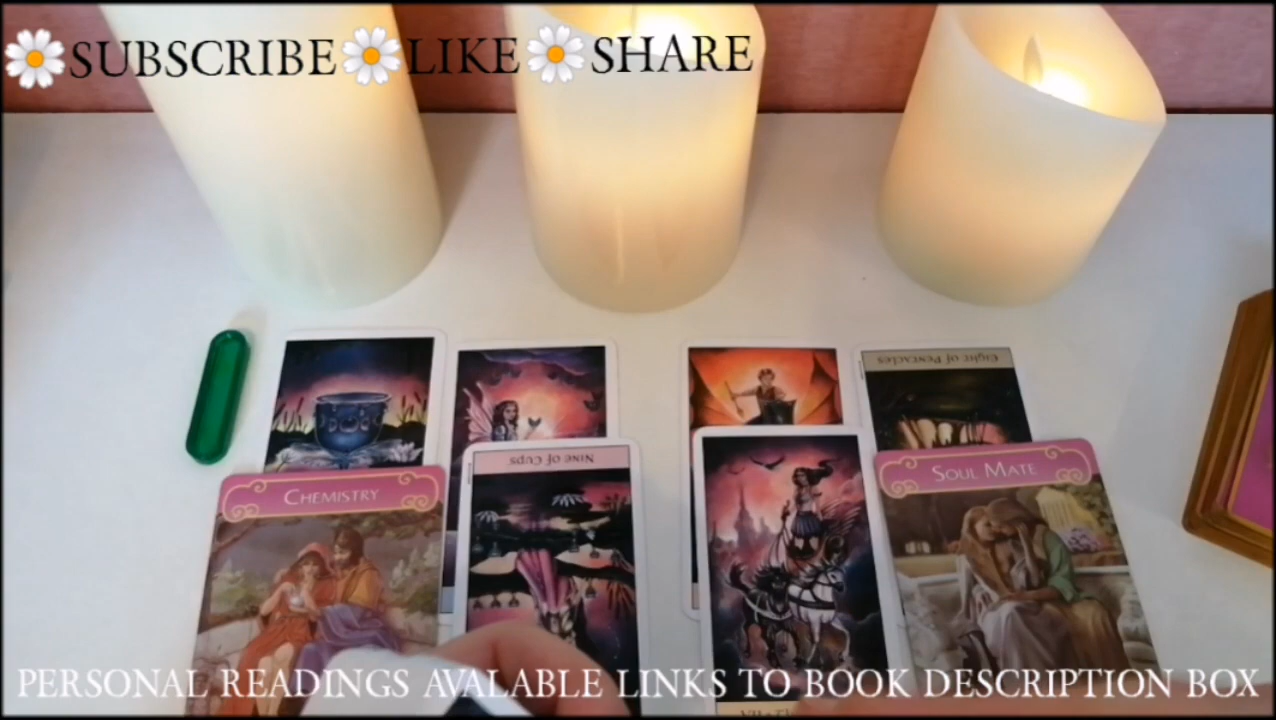 SUBSCRIBE LIKE SHARE
Eight of Pentacles
Nine of Cups
Chemistry
Soul Mate
PERSONAL READINGS AVALABLE LINKS TO BOOK DESCRIPTION BOX